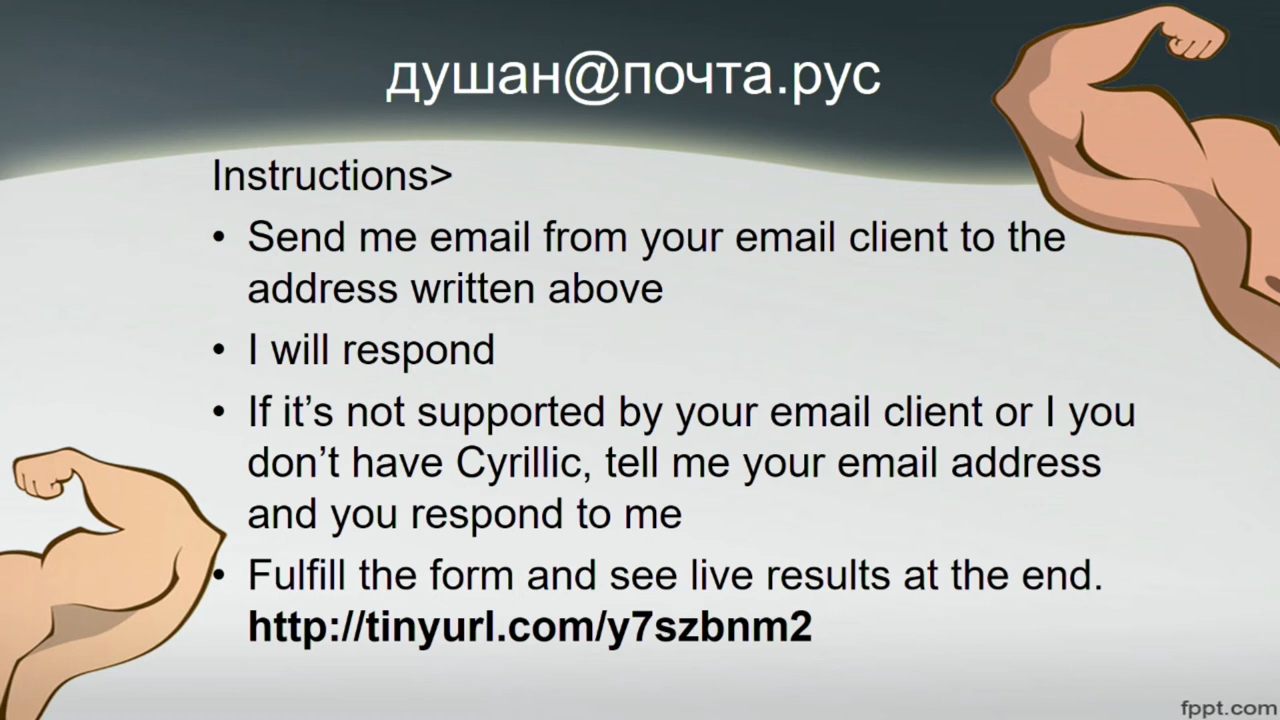 душан@почта.рус
Instructions>
• Send me email from your email client to the
address written above
• I will respond
• If it’s not supported by your email client or I you
don’t have Cyrillic, tell me your email address
and you respond to me
• Fulfill the form and see live results at the end.
http://tinyurl.com/y7szbnm2
fppt.com